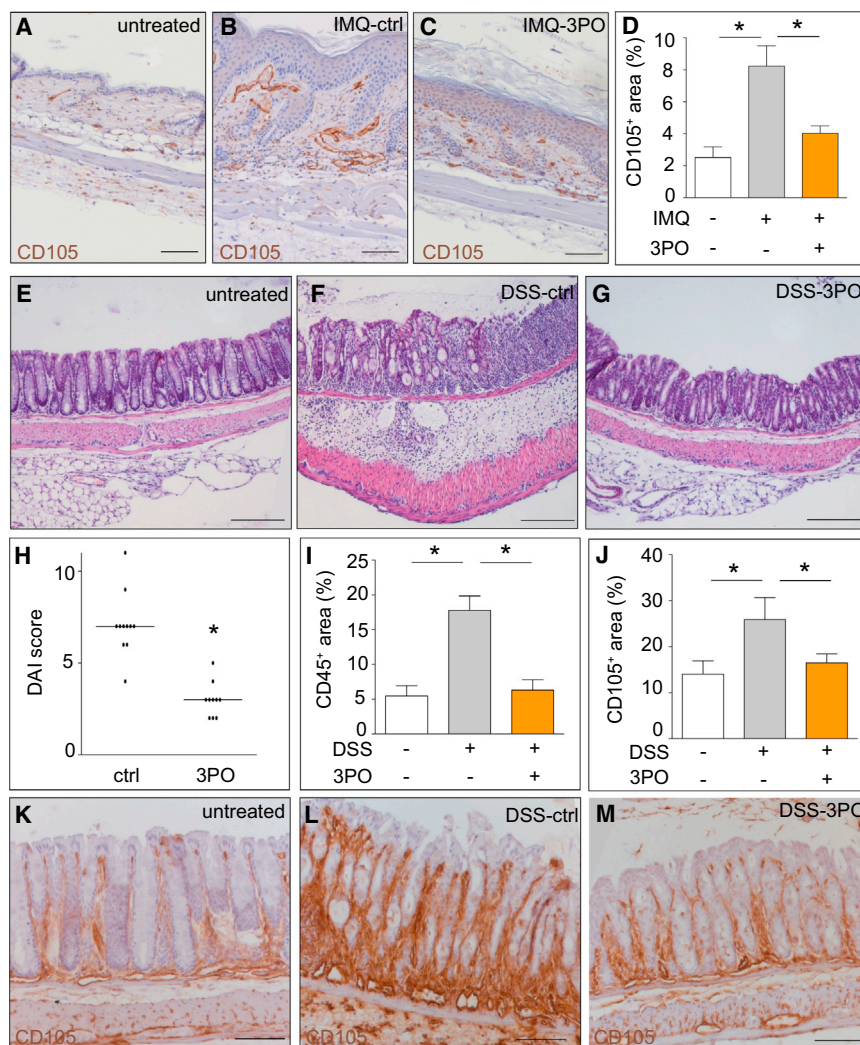 A untreated
CD105
B IMQ-ctrl
CD105
C IMQ-3PO
CD105
D
* *
CD105⁺ area (%)
10
8
6
4
2
0
IMQ - + +
3PO - - +
E untreated
F DSS-ctrl
G DSS-3PO
H
DAI score
10
5
0
*
ctrl 3PO
I
* *
CD45⁺ area (%)
25
20
15
10
5
0
DSS - + +
3PO - - +
J
* *
CD105⁺ area (%)
40
30
20
10
0
DSS - + +
3PO - - +
K untreated
CD105
L DSS-ctrl
CD105
M DSS-3PO
CD105